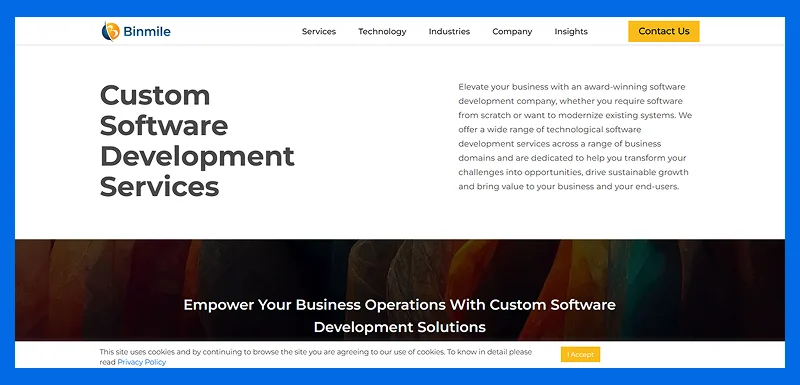 Binmile
Services
Technology
Industries
Company
Insights
Contact Us
Custom
Software
Development
Services
Elevate your business with an award-winning software
development company, whether you require software
from scratch or want to modernize existing systems. We
offer a wide range of technological software
development services across a range of business
domains and are dedicated to help you transform your
challenges into opportunities, drive sustainable growth
and bring value to your business and your end-users.
Empower Your Business Operations With Custom Software
Development Solutions
This site uses cookies and by continuing to browse the site you are agreeing to our use of cookies. To know in detail please
read Privacy Policy
I Accept